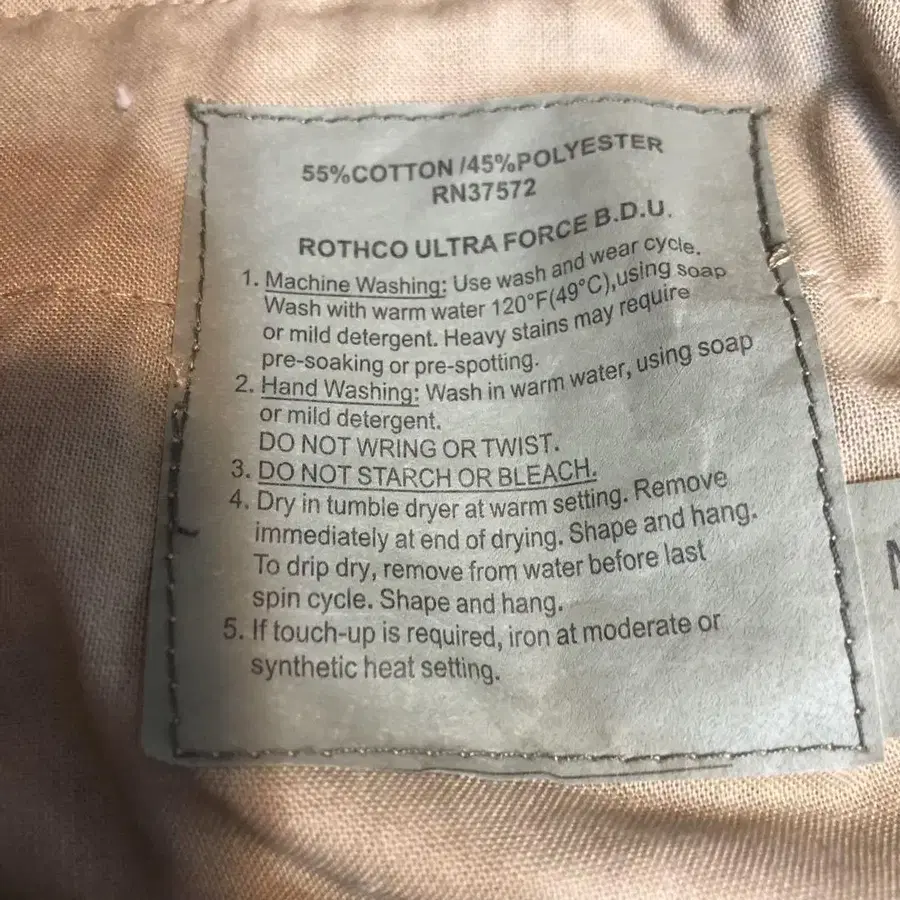 55%COTTON /45%POLYESTER
RN37572
ROTHCO ULTRA FORCE B.D.U.
1. Machine Washing: Use wash and wear cycle.
Wash with warm water 120°F(49°C),using soap
or mild detergent. Heavy stains may require
pre-soaking or pre-spotting.
2. Hand Washing: Wash in warm water, using soap
or mild detergent.
DO NOT WRING OR TWIST.
3. DO NOT STARCH OR BLEACH.
4. Dry in tumble dryer at warm setting. Remove
immediately at end of drying. Shape and hang.
To drip dry, remove from water before last
spin cycle. Shape and hang.
5. If touch-up is required, iron at moderate or
synthetic heat setting.